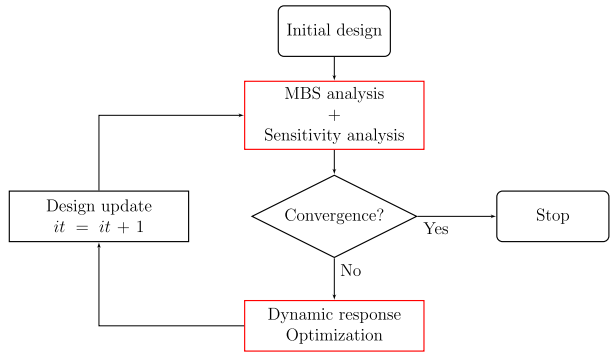 Initial design
MBS analysis
+
Sensitivity analysis
Convergence?
Yes
Stop
No
Dynamic response
Optimization
Design update
it = it + 1